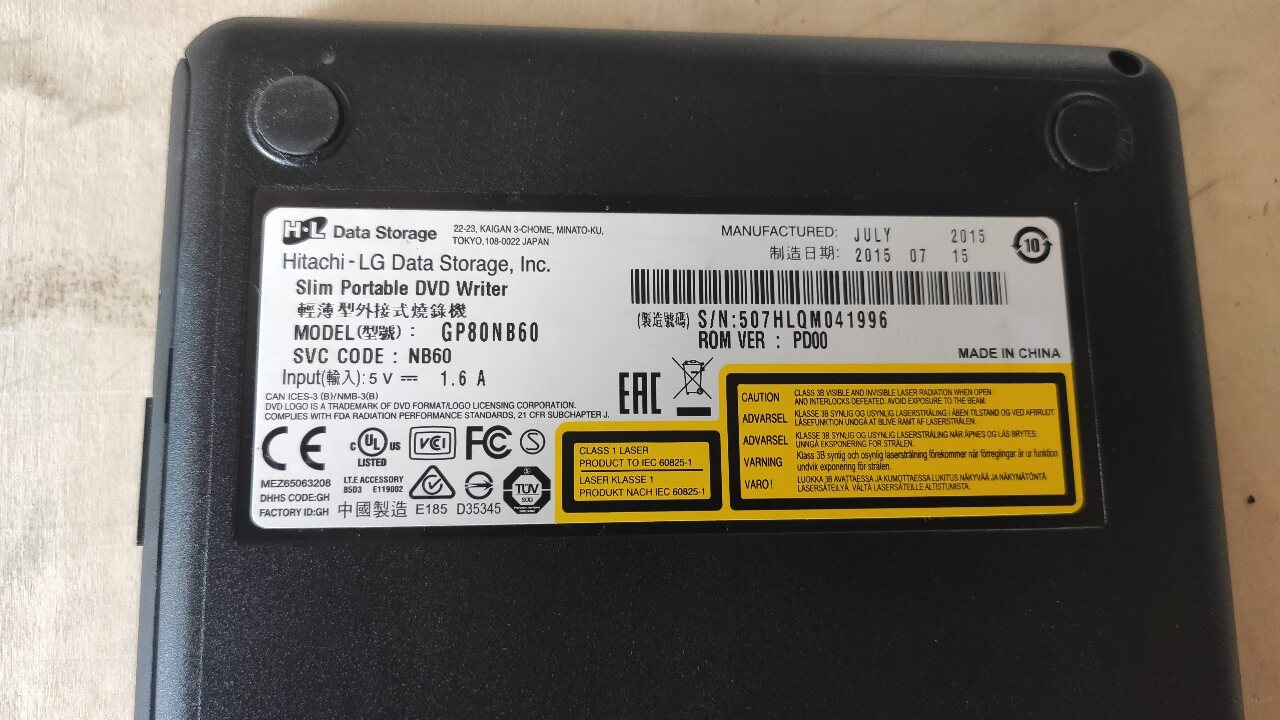 H·L Data Storage
22-23, KAIGAN 3-CHOME, MINATO-KU,
TOKYO, 108-0022 JAPAN
Hitachi-LG Data Storage, Inc.
Slim Portable DVD Writer
輕薄型外接式燒錄機
MODEL(型號) : GP80NB60
SVC CODE : NB60
Input(輸入): 5 V 1.6 A
CAN ICES-3 (B)/NMB-3(B)
DVD LOGO IS A TRADEMARK OF DVD FORMAT/LOGO LICENSING CORPORATION.
COMPLIES WITH FDA RADIATION PERFORMANCE STANDARDS, 21 CFR SUBCHAPTER J.
MANUFACTURED: JULY 2015
制造日期: 2015 07 15
10
(製造號碼) S/N:507HLQM041996
ROM VER : PD00
MADE IN CHINA
EAC
CE
c UL us
LISTED
VCI
FC
S
MEZ65063208
DHHS CODE:GH
FACTORY ID:GH
I.T.E ACCESSORY
85D3 E119002
中國製造 E185 D35345
TÜV
SÜD
CLASS 1 LASER
PRODUCT TO IEC 60825-1
LASER KLASSE 1
PRODUKT NACH IEC 60825-1
CAUTION CLASS 3B VISIBLE AND INVISIBLE LASER RADIATION WHEN OPEN
AND INTERLOCKS DEFEATED. AVOID EXPOSURE TO THE BEAM.
ADVARSEL KLASSE 3B SYNLIG OG USYNLIG LASERSTRÅLING I ÅBEN TILSTAND OG VED AFBRUDT
LÅSEFUNKTION UNDGÅ AT BLIVE RAMT AF LASERSTRÅLEN.
ADVARSEL KLASSE 3B SYNLIG OG USYNLIG LASERSTRÅLING NÅR ÅPNES OG LÅS BRYTES.
UNNGÅ EKSPONERING FOR STRÅLEN.
VARNING Klass 3B synlig och osynlig laserstrålning förekommer när förreglingar är ur funktion
undvik exponering för strålen.
VARO! LUOKKA 3B AVATTAESSA JA KUMOTTAESSA LUKITUS NÄKYVÄÄ JA NÄKYMÄTÖNTÄ
LASERSÄTEILYÄ. VÄLTÄ LASERSÄTEILLE ALTISTUMISTA.